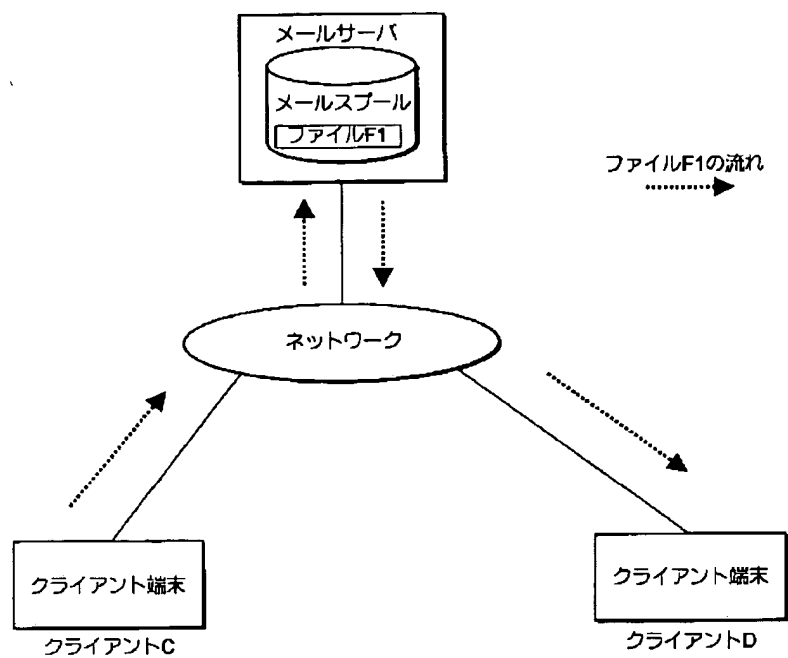 メールサーバ
メールスプール
ファイルF1
ファイルF1の流れ
ネットワーク
クライアント端末
クライアントC
クライアント端末
クライアントD